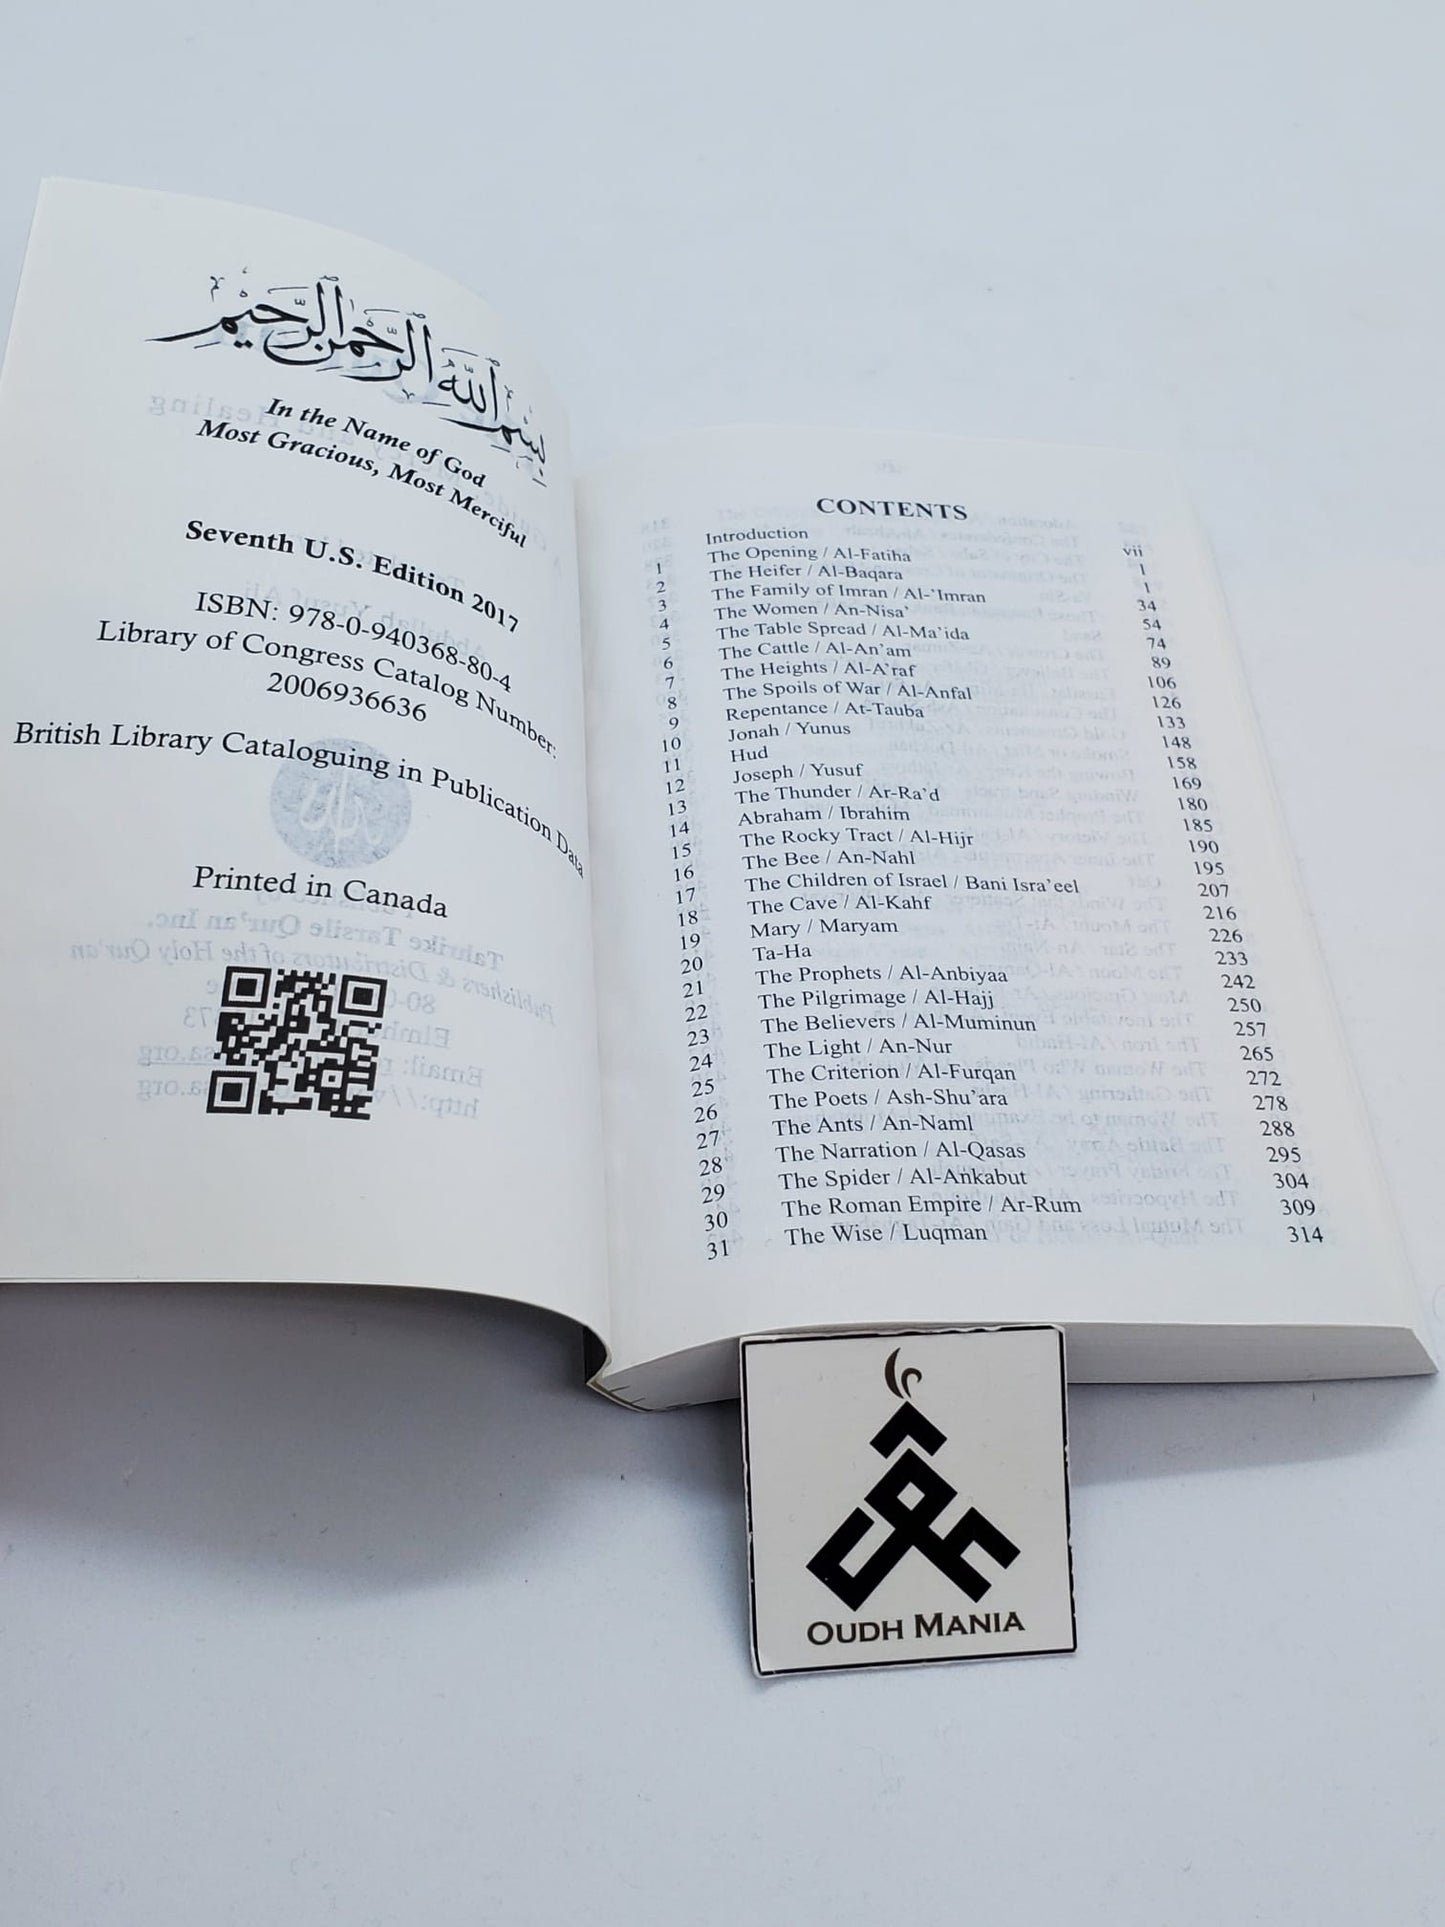 بِسْمِ اللَّهِ الرَّحْمَنِ الرَّحِيمِ
In the Name of God
Most Gracious, Most Merciful
Seventh U.S. Edition 2017
ISBN: 978-0-940368-80-4
Library of Congress Catalog Number:
2006936636
British Library Cataloguing in Publication Data
Printed in Canada
CONTENTS
Introduction vii
1 The Opening / Al-Fatiha 1
2 The Heifer / Al-Baqara 1
3 The Family of Imran / Al-'Imran 34
4 The Women / An-Nisa' 54
5 The Table Spread / Al-Ma'ida 74
6 The Cattle / Al-An'am 89
7 The Heights / Al-A'raf 106
8 The Spoils of War / Al-Anfal 126
9 Repentance / At-Tauba 133
10 Jonah / Yunus 148
11 Hud 158
12 Joseph / Yusuf 169
13 The Thunder / Ar-Ra'd 180
14 Abraham / Ibrahim 185
15 The Rocky Tract / Al-Hijr 190
16 The Bee / An-Nahl 195
17 The Children of Israel / Bani Isra'eel 207
18 The Cave / Al-Kahf 216
19 Mary / Maryam 226
20 Ta-Ha 233
21 The Prophets / Al-Anbiyaa 242
22 The Pilgrimage / Al-Hajj 250
23 The Believers / Al-Muminun 257
24 The Light / An-Nur 265
25 The Criterion / Al-Furqan 272
26 The Poets / Ash-Shu'ara 278
27 The Ants / An-Naml 288
28 The Narration / Al-Qasas 295
29 The Spider / Al-Ankabut 304
30 The Roman Empire / Ar-Rum 309
31 The Wise / Luqman 314
OUDH MANIA